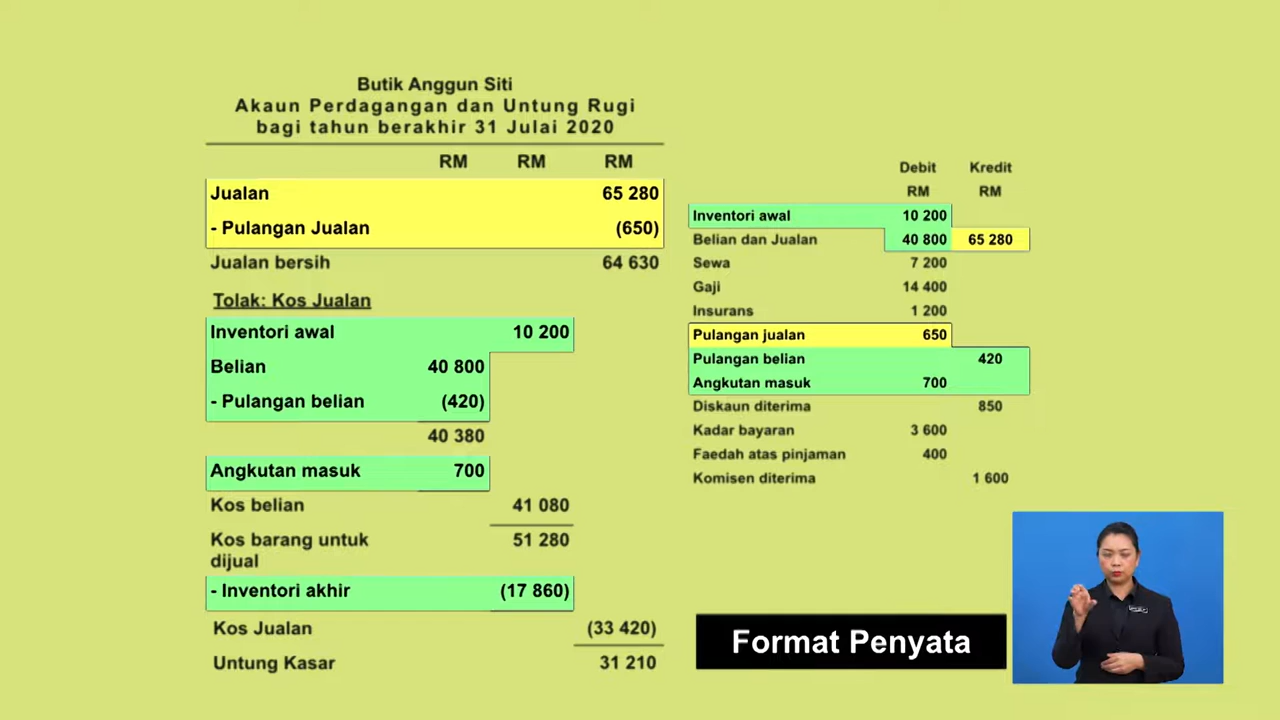 Butik Anggun Siti
Akaun Perdagangan dan Untung Rugi
bagi tahun berakhir 31 Julai 2020
RM RM RM
Jualan 65 280
- Pulangan Jualan (650)
Jualan bersih 64 630
Tolak: Kos Jualan
Inventori awal 10 200
Belian 40 800
- Pulangan belian (420)
40 380
Angkutan masuk 700
Kos belian 41 080
Kos barang untuk 51 280
dijual
- Inventori akhir (17 860)
Kos Jualan (33 420)
Untung Kasar 31 210
Debit Kredit
RM RM
Inventori awal 10 200
Belian dan Jualan 40 800 65 280
Sewa 7 200
Gaji 14 400
Insurans 1 200
Pulangan jualan 650
Pulangan belian 420
Angkutan masuk 700
Diskaun diterima 850
Kadar bayaran 3 600
Faedah atas pinjaman 400
Komisen diterima 1 600
Format Penyata